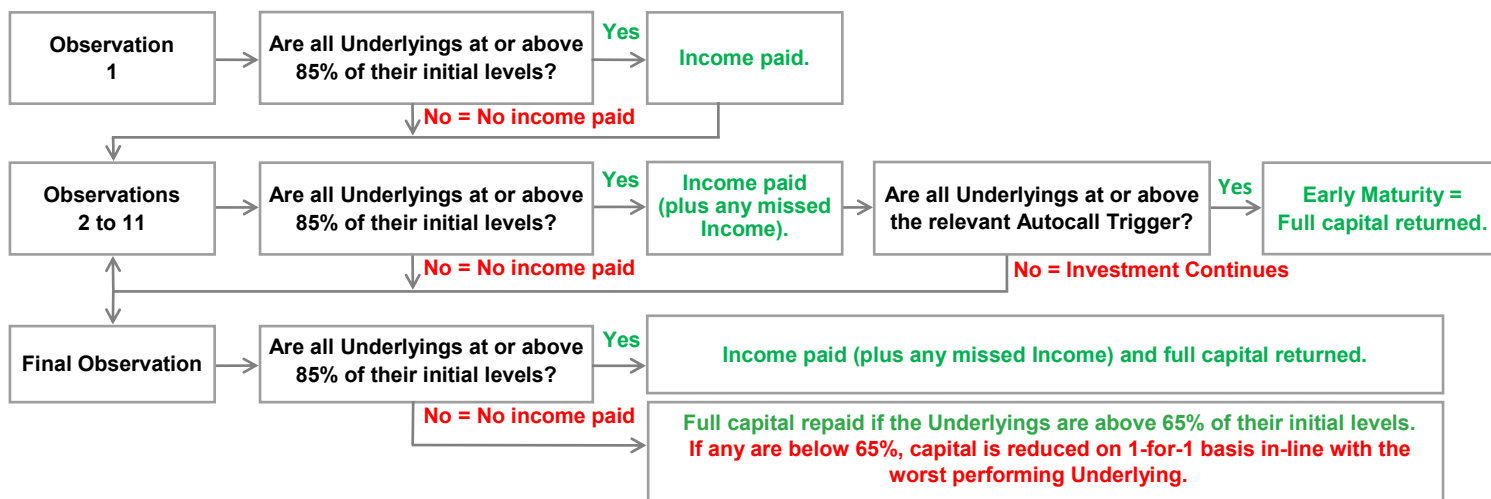 Observation
1
Are all Underlyings at or above
85% of their initial levels?
Yes
Income paid.
No = No income paid
Observations
2 to 11
Are all Underlyings at or above
85% of their initial levels?
Yes
Income paid
(plus any missed
Income).
Are all Underlyings at or above
the relevant Autocall Trigger?
Yes
Early Maturity =
Full capital returned.
No = No income paid
No = Investment Continues
Final Observation
Are all Underlyings at or above
85% of their initial levels?
Yes
Income paid (plus any missed Income) and full capital returned.
No = No income paid
Full capital repaid if the Underlyings are above 65% of their initial levels.
If any are below 65%, capital is reduced on 1-for-1 basis in-line with the
worst performing Underlying.